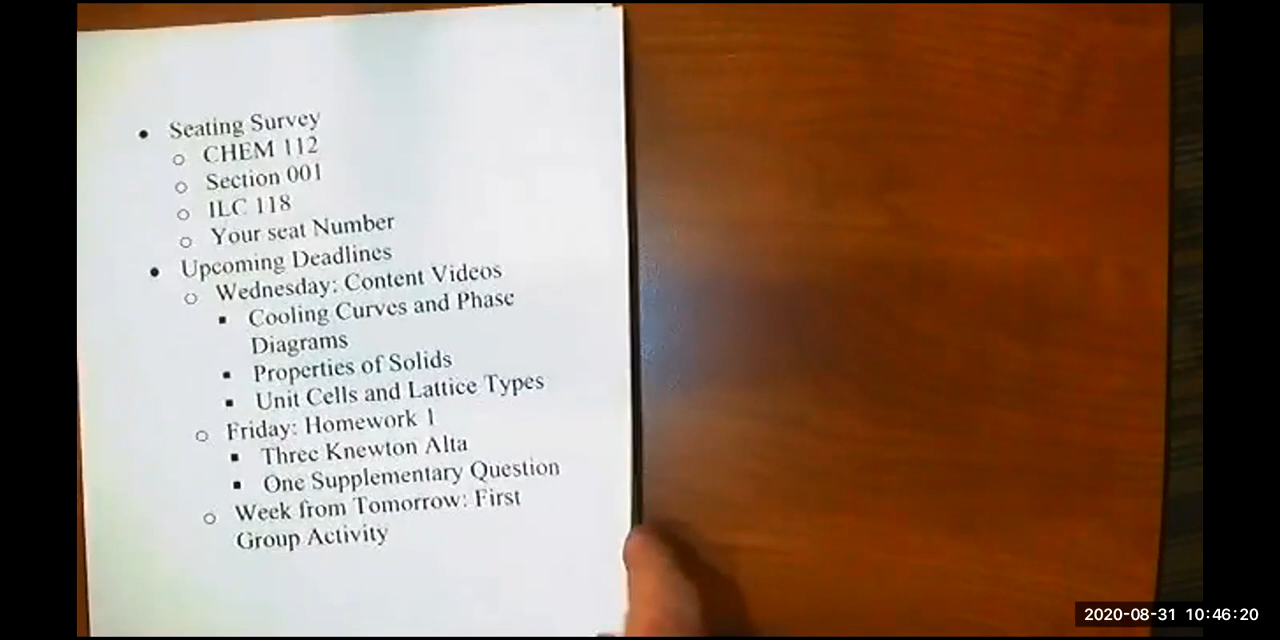 • Seating Survey
○ CHEM 112
○ Section 001
○ ILC 118
○ Your seat Number
• Upcoming Deadlines
○ Wednesday: Content Videos
▪ Cooling Curves and Phase
Diagrams
▪ Properties of Solids
▪ Unit Cells and Lattice Types
○ Friday: Homework 1
▪ Three Knewton Alta
▪ One Supplementary Question
○ Week from Tomorrow: First
Group Activity
2020-08-31 10:46:20